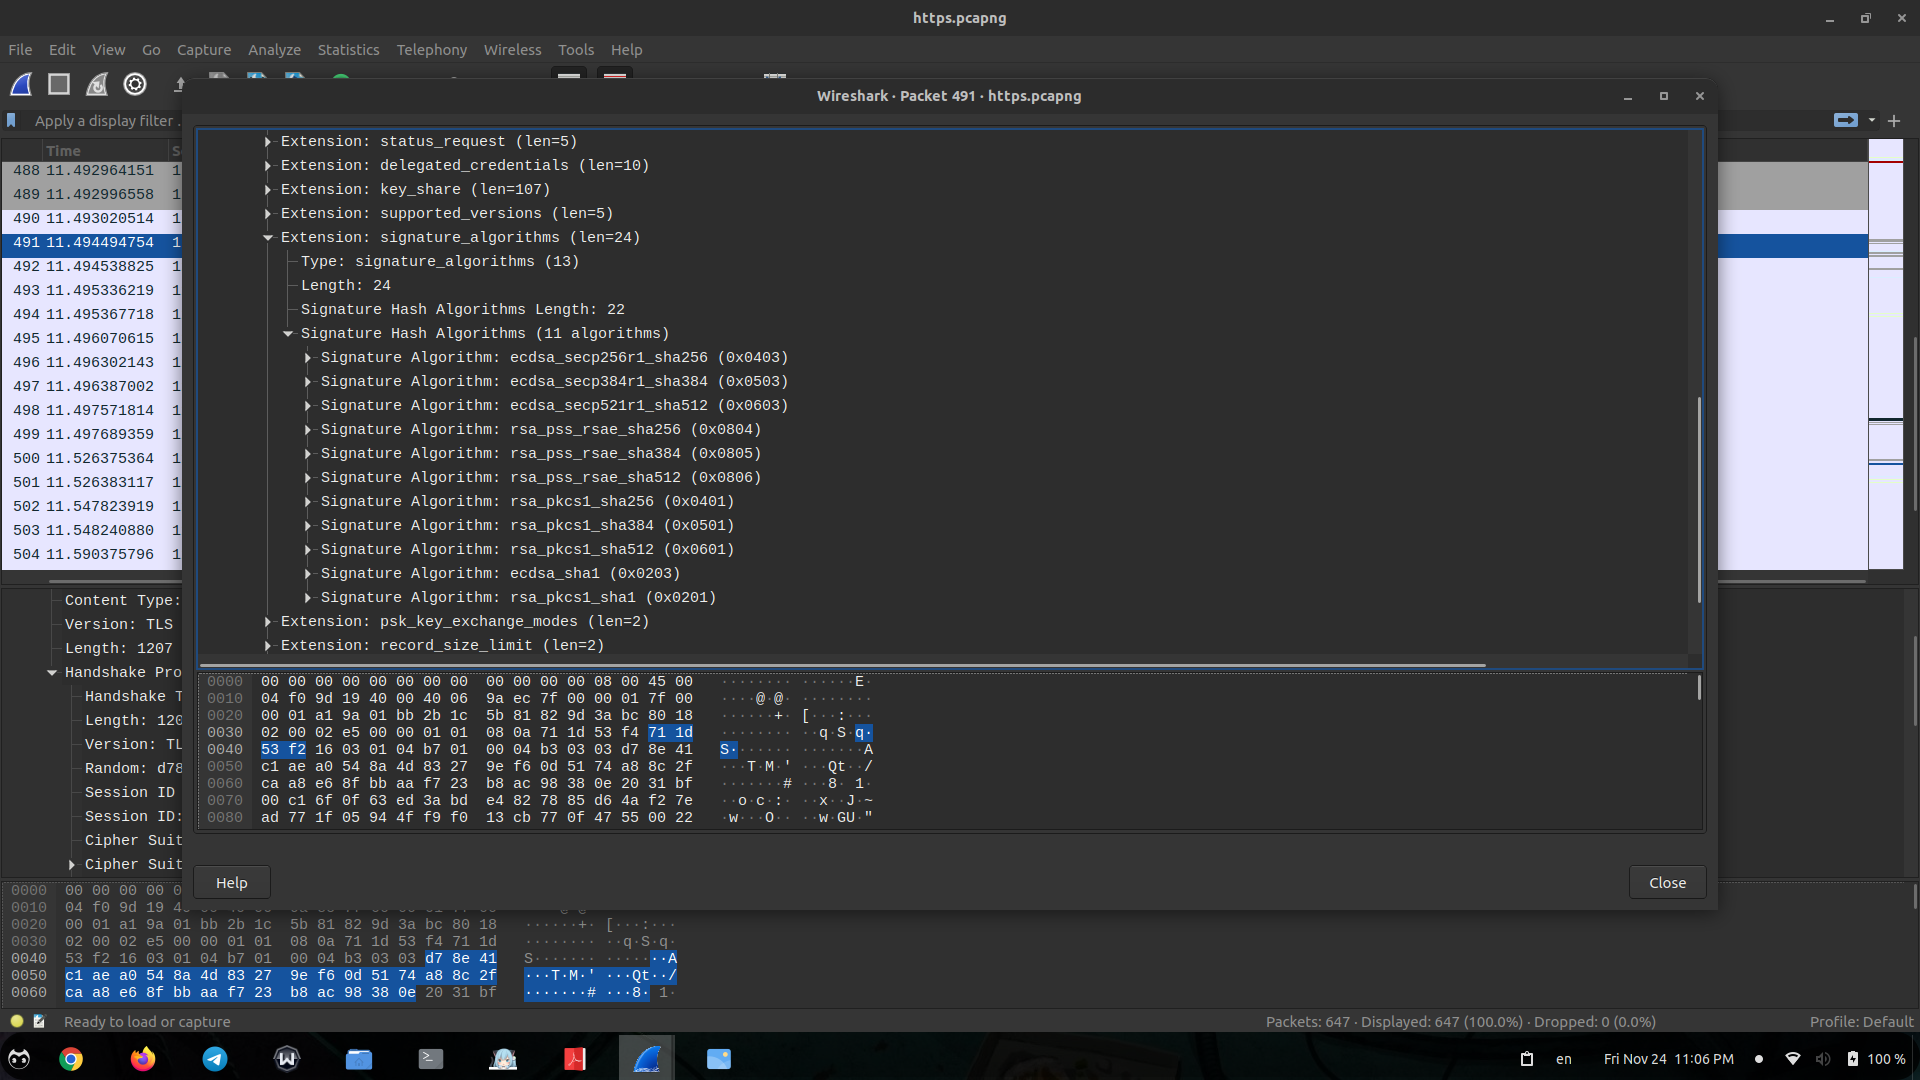 https.pcapng
File Edit View Go Capture Analyze Statistics Telephony Wireless Tools Help
Wireshark · Packet 491 · https.pcapng
Apply a display filter
Time
488 11.492964151 1
489 11.492996558 1
490 11.493020514 1
491 11.494494754 1
492 11.494538825 1
493 11.495336219 1
494 11.495367718 1
495 11.496070615 1
496 11.496302143 1
497 11.496387002 1
498 11.497571814 1
499 11.497689359 1
500 11.526375364 1
501 11.526383117 1
502 11.547823919 1
503 11.548240880 1
504 11.590375796 1
Extension: status_request (len=5)
Extension: delegated_credentials (len=10)
Extension: key_share (len=107)
Extension: supported_versions (len=5)
Extension: signature_algorithms (len=24)
Type: signature_algorithms (13)
Length: 24
Signature Hash Algorithms Length: 22
Signature Hash Algorithms (11 algorithms)
Signature Algorithm: ecdsa_secp256r1_sha256 (0x0403)
Signature Algorithm: ecdsa_secp384r1_sha384 (0x0503)
Signature Algorithm: ecdsa_secp521r1_sha512 (0x0603)
Signature Algorithm: rsa_pss_rsae_sha256 (0x0804)
Signature Algorithm: rsa_pss_rsae_sha384 (0x0805)
Signature Algorithm: rsa_pss_rsae_sha512 (0x0806)
Signature Algorithm: rsa_pkcs1_sha256 (0x0401)
Signature Algorithm: rsa_pkcs1_sha384 (0x0501)
Signature Algorithm: rsa_pkcs1_sha512 (0x0601)
Signature Algorithm: ecdsa_sha1 (0x0203)
Signature Algorithm: rsa_pkcs1_sha1 (0x0201)
Extension: psk_key_exchange_modes (len=2)
Extension: record_size_limit (len=2)
0000 00 00 00 00 00 00 00 00 00 00 00 00 08 00 45 00 ········ ······E·
0010 04 f0 9d 19 40 00 40 06 9a ec 7f 00 00 01 7f 00 ····@·@· ········
0020 00 01 a1 9a 01 bb 2b 1c 5b 81 82 9d 3a bc 80 18 ······+· [···:···
0030 02 00 02 e5 00 00 01 01 08 0a 71 1d 53 f4 71 1d ········ ··q·S·q·
0040 53 f2 16 03 01 04 b7 01 00 04 b3 03 03 d7 8e 41 S······· ·······A
0050 c1 ae a0 54 8a 4d 83 27 9e f6 0d 51 74 a8 8c 2f ···T·M·' ···Qt··/
0060 ca a8 e6 8f bb aa f7 23 b8 ac 98 38 0e 20 31 bf ·······# ···8· 1·
0070 00 c1 6f 0f 63 ed 3a bd e4 82 78 85 d6 4a f2 7e ··o·c·:· ··x··J·~
0080 ad 77 1f 05 94 4f f9 f0 13 cb 77 0f 47 55 00 22 ·w···O·· ··w·GU·"
Help
Close
Content Type:
Version: TLS
Length: 1207
Handshake Pro
Handshake T
Length: 120
Version: TL
Random: d78
Session ID
Session ID:
Cipher Suit
Cipher Suit
0000 00 00 00 00 0
0010 04 f0 9d 19 4
0020 00 01 a1 9a 01 bb 2b 1c 5b 81 82 9d 3a bc 80 18 ······+· [···:···
0030 02 00 02 e5 00 00 01 01 08 0a 71 1d 53 f4 71 1d ········ ··q·S·q·
0040 53 f2 16 03 01 04 b7 01 00 04 b3 03 03 d7 8e 41 S······· ·······A
0050 c1 ae a0 54 8a 4d 83 27 9e f6 0d 51 74 a8 8c 2f ···T·M·' ···Qt··/
0060 ca a8 e6 8f bb aa f7 23 b8 ac 98 38 0e 20 31 bf ·······# ···8· 1·
Ready to load or capture
Packets: 647 · Displayed: 647 (100.0%) · Dropped: 0 (0.0%)
Profile: Default
en
Fri Nov 24 11:06 PM
100 %